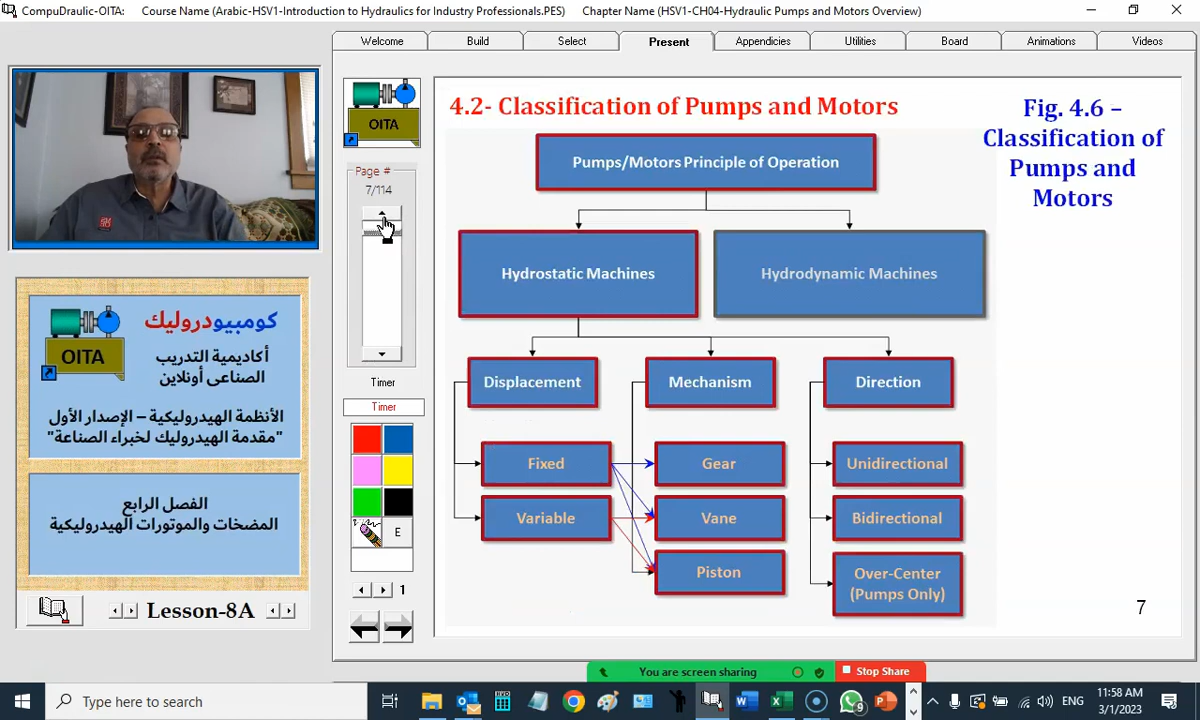 CompuDraulic-OITA: Course Name (Arabic-HSV1-Introduction to Hydraulics for Industry Professionals.PES) Chapter Name (HSV1-CH04-Hydraulic Pumps and Motors Overview)
Welcome Build Select Present Appendicies Utilities Board Animations Videos
OITA
Page #
7/114
Timer
Timer
E
1
4.2- Classification of Pumps and Motors
Fig. 4.6 –
Classification of
Pumps and
Motors
Pumps/Motors Principle of Operation
Hydrostatic Machines
Hydrodynamic Machines
Displacement
Mechanism
Direction
Fixed
Gear
Unidirectional
Variable
Vane
Bidirectional
Piston
Over-Center
(Pumps Only)
7
كومبيودروليك
OITA
أكاديمية التدريب
الصناعى أونلاين
الأنظمة الهيدروليكية – الإصدار الأول
"مقدمة الهيدروليك لخبراء الصناعة"
الفصل الرابع
المضخات والموتورات الهيدروليكية
Lesson-8A
You are screen sharing
Stop Share
Type here to search
9
ENG
11:58 AM
3/1/2023